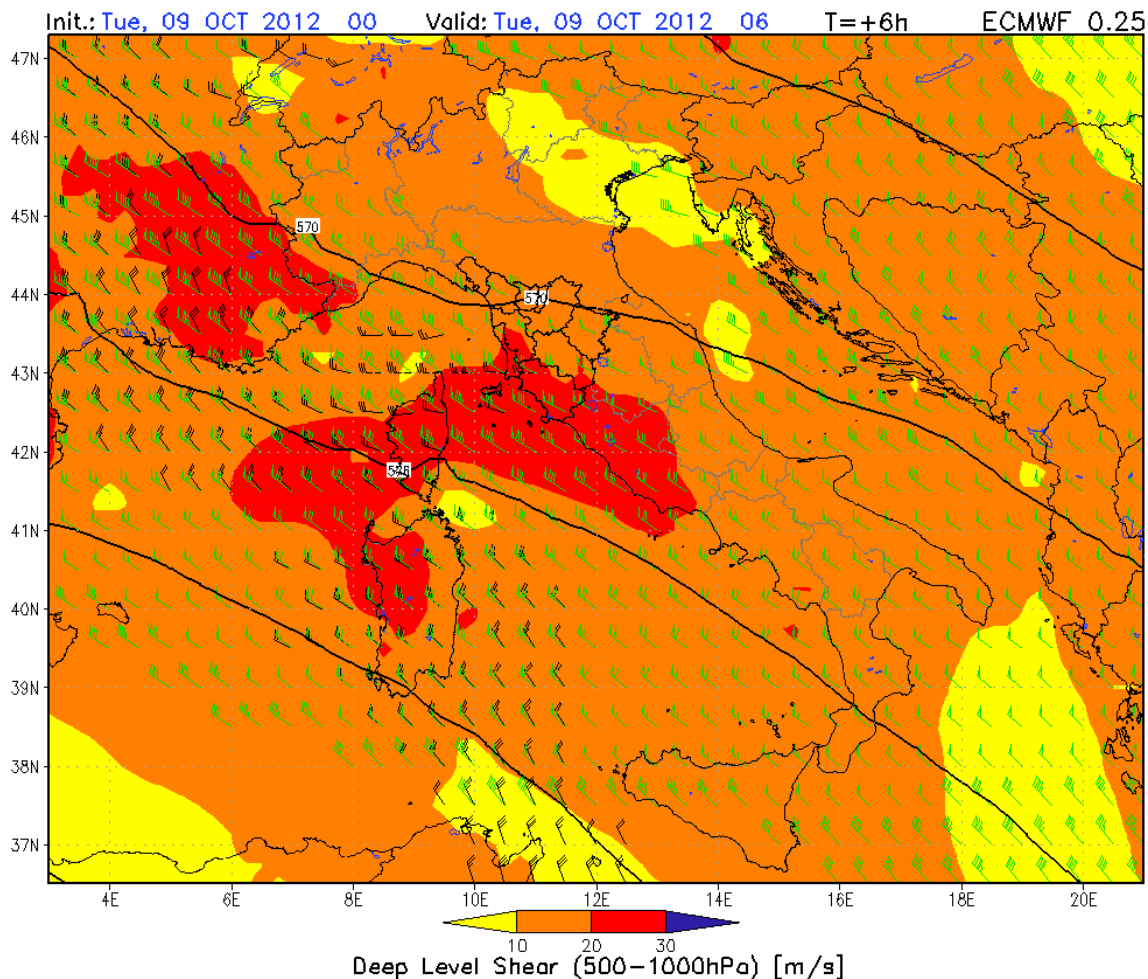 Init.: Tue, 09 OCT 2012 00 Valid: Tue, 09 OCT 2012 06 T=+6h ECMWF 0.25
47N
46N
45N
570
44N
570
43N
42N
576
41N
40N
39N
38N
37N
4E 6E 8E 10E 12E 14E 16E 18E 20E
10 20 30
Deep Level Shear (500-1000hPa) [m/s]